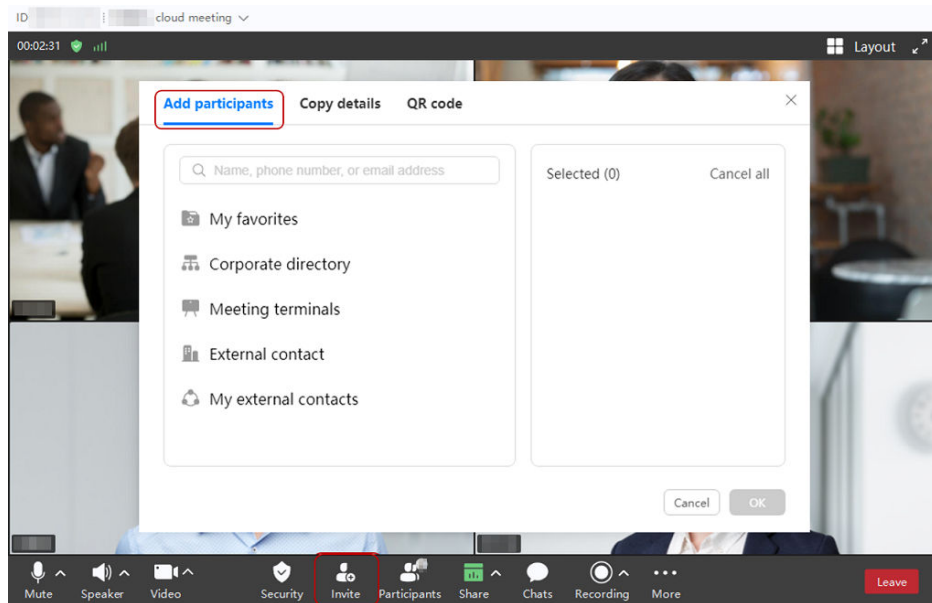 ID
cloud meeting
00:02:31
Layout
Add participants Copy details QR code
Name, phone number, or email address
Selected (0) Cancel all
My favorites
Corporate directory
Meeting terminals
External contact
My external contacts
Cancel OK
Mute Speaker Video Security Invite Participants Share Chats Recording More Leave